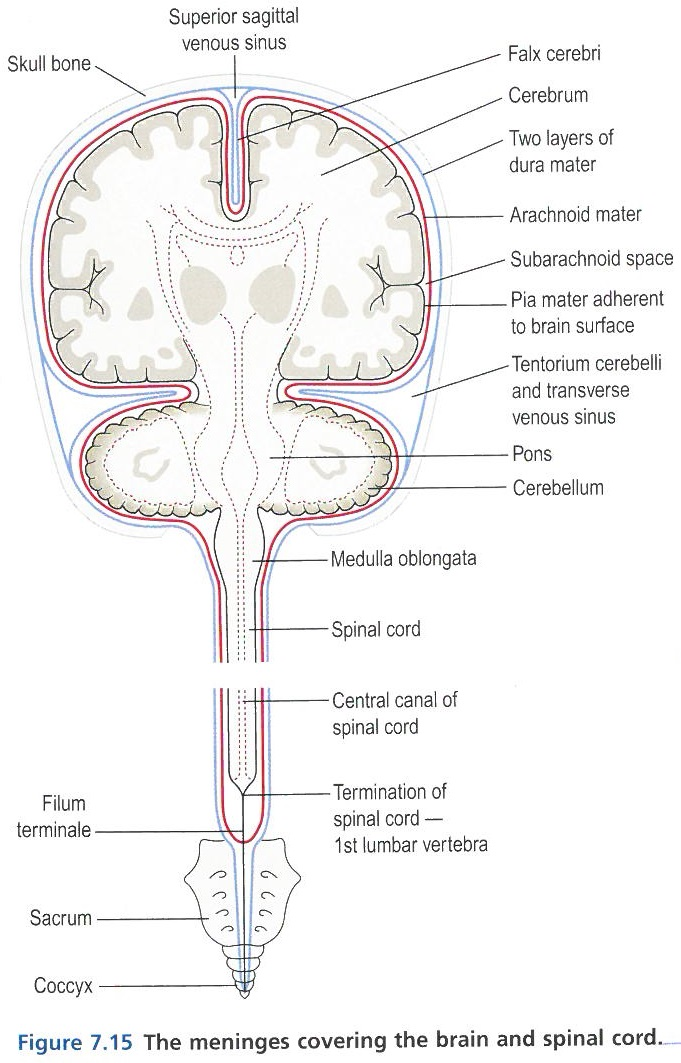 Superior sagittal
venous sinus
Skull bone
Falx cerebri
Cerebrum
Two layers of
dura mater
Arachnoid mater
Subarachnoid space
Pia mater adherent
to brain surface
Tentorium cerebelli
and transverse
venous sinus
Pons
Cerebellum
Medulla oblongata
Spinal cord
Central canal of
spinal cord
Termination of
spinal cord —
1st lumbar vertebra
Filum
terminale
Sacrum
Coccyx
Figure 7.15 The meninges covering the brain and spinal cord.